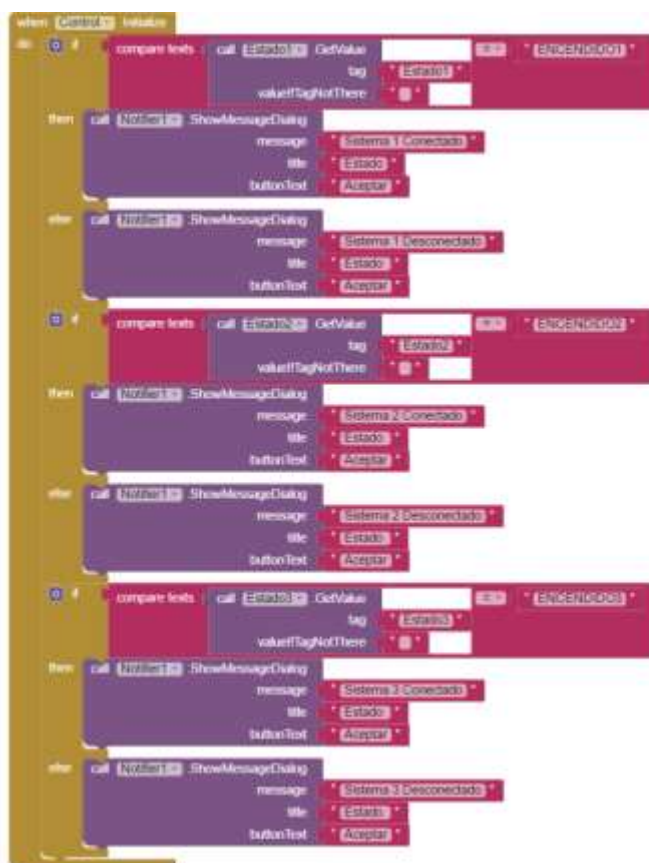 when Control Initialize
do if compare texts call Estado1 .GetValue = " ENCENDIDO1 "
tag " Estado1 "
valueIfTagNotThere " "
then call Notifier1 .ShowMessageDialog
message " Sistema 1 Conectado "
title " Estado "
buttonText " Aceptar "
else call Notifier1 .ShowMessageDialog
message " Sistema 1 Desconectado "
title " Estado "
buttonText " Aceptar "
if compare texts call Estado2 .GetValue = " ENCENDIDO2 "
tag " Estado2 "
valueIfTagNotThere " "
then call Notifier1 .ShowMessageDialog
message " Sistema 2 Conectado "
title " Estado "
buttonText " Aceptar "
else call Notifier1 .ShowMessageDialog
message " Sistema 2 Desconectado "
title " Estado "
buttonText " Aceptar "
if compare texts call Estado3 .GetValue = " ENCENDIDO3 "
tag " Estado3 "
valueIfTagNotThere " "
then call Notifier1 .ShowMessageDialog
message " Sistema 3 Conectado "
title " Estado "
buttonText " Aceptar "
else call Notifier1 .ShowMessageDialog
message " Sistema 3 Desconectado "
title " Estado "
buttonText " Aceptar "